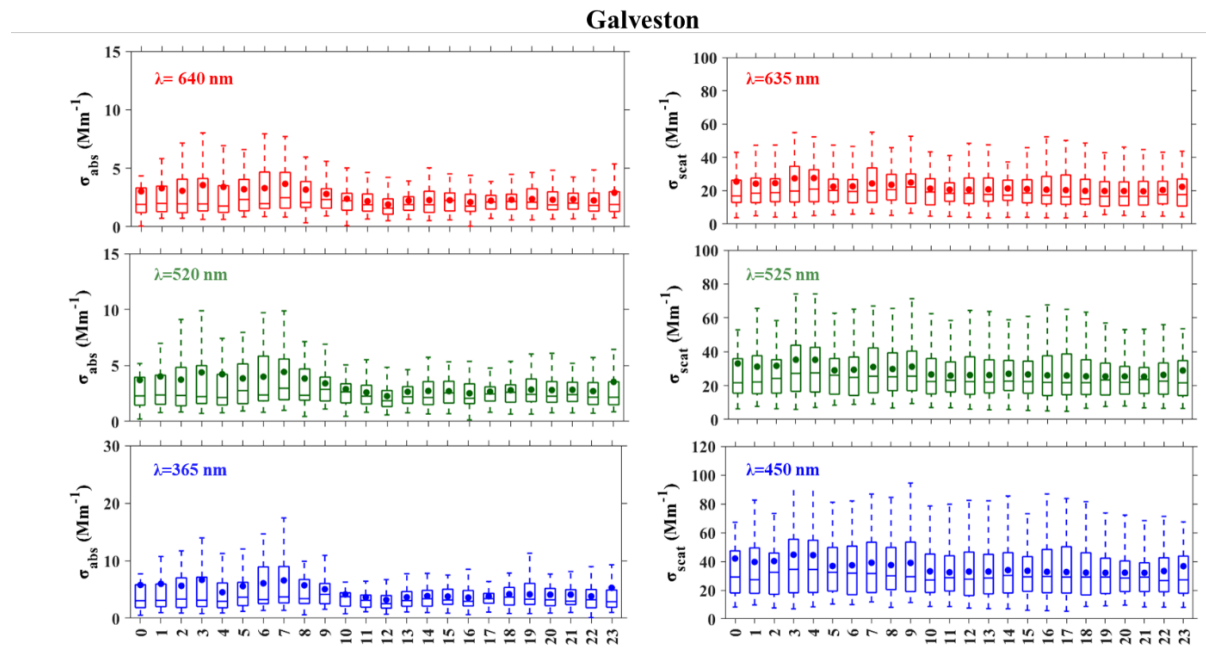 Galveston
15
10
5
0
σabs (Mm-1)
λ= 640 nm
100
80
60
40
20
0
σscat (Mm-1)
λ=635 nm
15
10
5
0
σabs (Mm-1)
λ=520 nm
100
80
60
40
20
0
σscat (Mm-1)
λ=525 nm
30
20
10
0
σabs (Mm-1)
λ=365 nm
0 1 2 3 4 5 6 7 8 9 10 11 12 13 14 15 16 17 18 19 20 21 22 23
120
100
80
60
40
20
0
σscat (Mm-1)
λ=450 nm
0 1 2 3 4 5 6 7 8 9 10 11 12 13 14 15 16 17 18 19 20 21 22 23